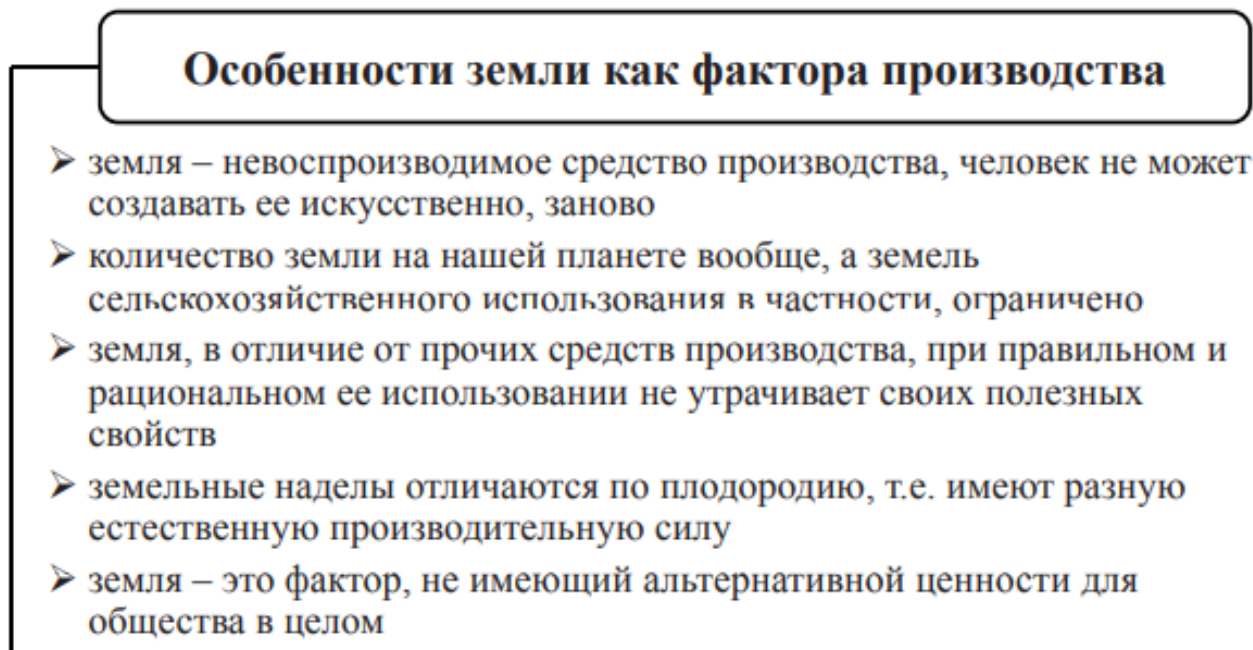 Особенности земли как фактора производства
➢ земля – невоспроизводимое средство производства, человек не может
создавать ее искусственно, заново
➢ количество земли на нашей планете вообще, а земель
сельскохозяйственного использования в частности, ограничено
➢ земля, в отличие от прочих средств производства, при правильном и
рациональном ее использовании не утрачивает своих полезных
свойств
➢ земельные наделы отличаются по плодородию, т.е. имеют разную
естественную производительную силу
➢ земля – это фактор, не имеющий альтернативной ценности для
общества в целом